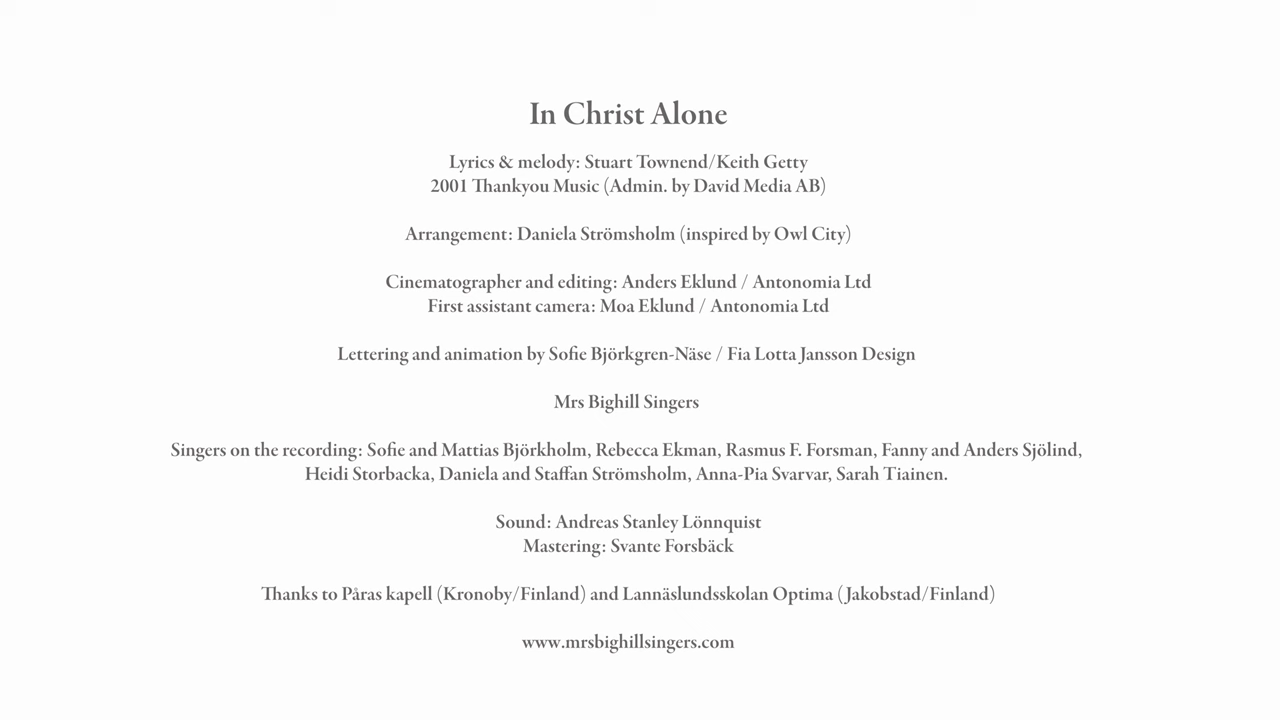 In Christ Alone
Lyrics & melody: Stuart Townend/Keith Getty
2001 Thankyou Music (Admin. by David Media AB)
Arrangement: Daniela Strömsholm (inspired by Owl City)
Cinematographer and editing: Anders Eklund / Antonomia Ltd
First assistant camera: Moa Eklund / Antonomia Ltd
Lettering and animation by Sofie Björkgren-Näse / Fia Lotta Jansson Design
Mrs Bighill Singers
Singers on the recording: Sofie and Mattias Björkholm, Rebecca Ekman, Rasmus F. Forsman, Fanny and Anders Sjölind,
Heidi Storbacka, Daniela and Staffan Strömsholm, Anna-Pia Svarvar, Sarah Tiainen.
Sound: Andreas Stanley Lönnquist
Mastering: Svante Forsbäck
Thanks to Påras kapell (Kronoby/Finland) and Lannäslundsskolan Optima (Jakobstad/Finland)
www.mrsbighillsingers.com